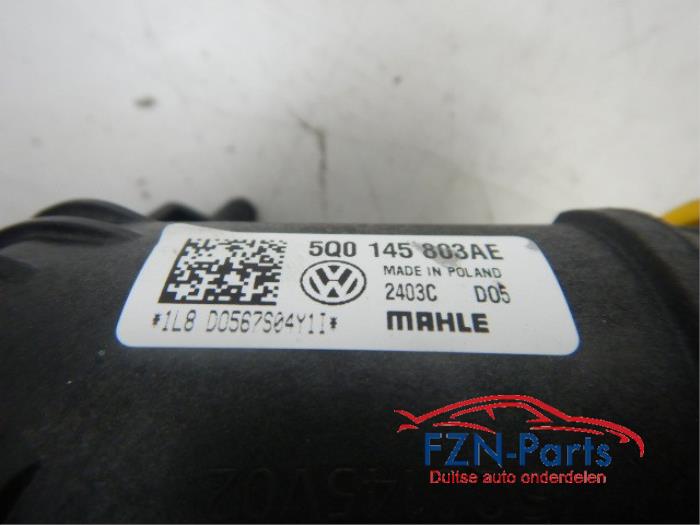 5Q0 145 803AE
MADE IN POLAND
2403C D05
*1L8 D0567S04Y1I*
MAHLE
FZN-Parts
Duitse auto onderdelen